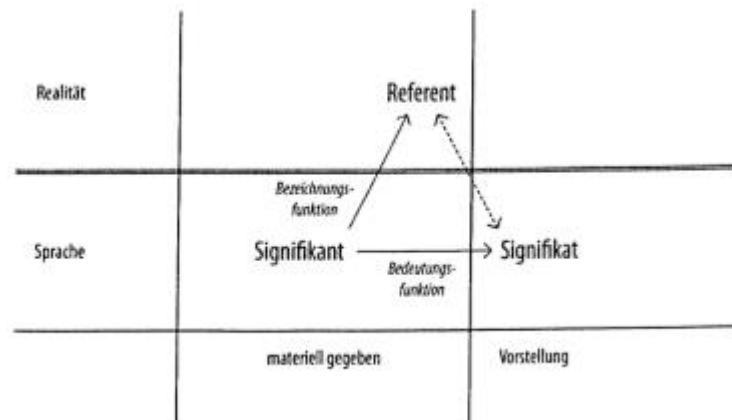 Realität
Referent
Bezeichnungs-
funktion
Sprache
Signifikant
Signifikat
Bedeutungs-
funktion
materiell gegeben
Vorstellung